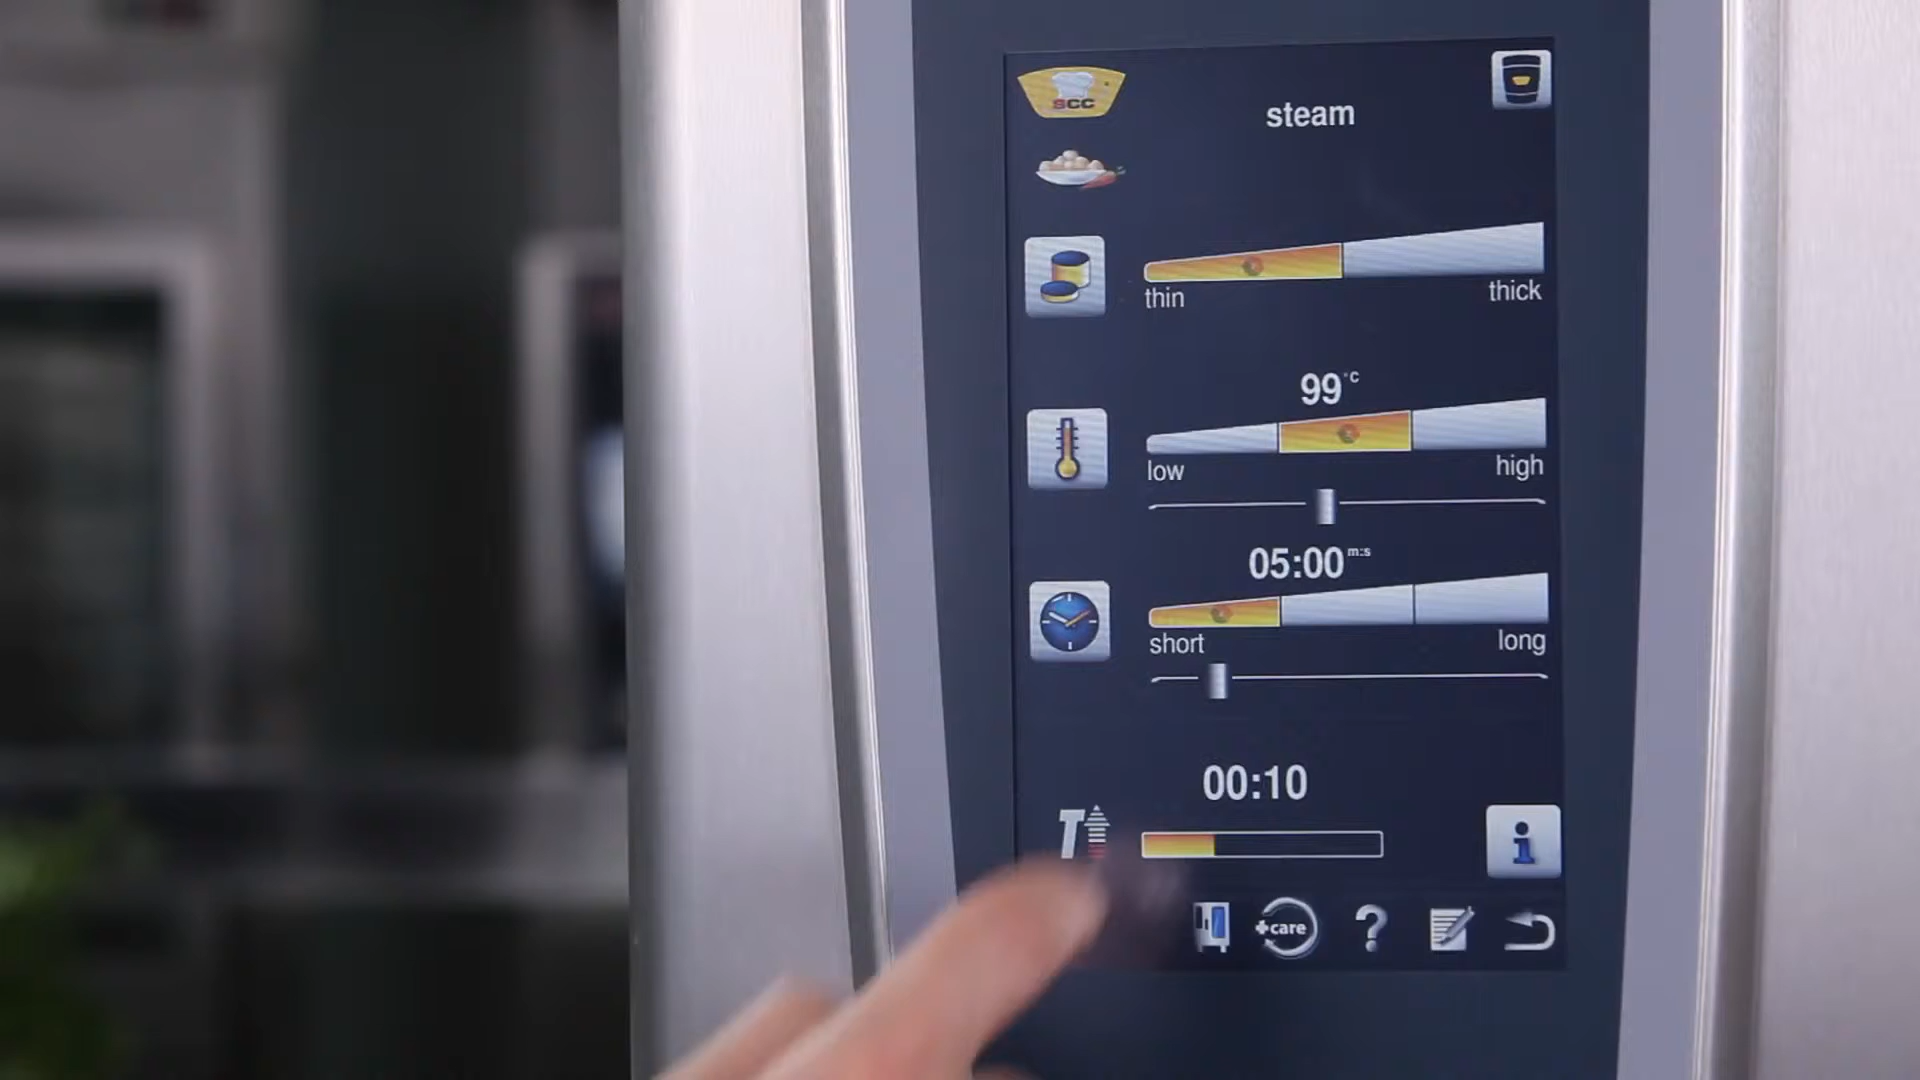 SCC
steam
thin
thick
99 °C
low
high
05:00 m:s
short
long
00:10
T
i
+care
?